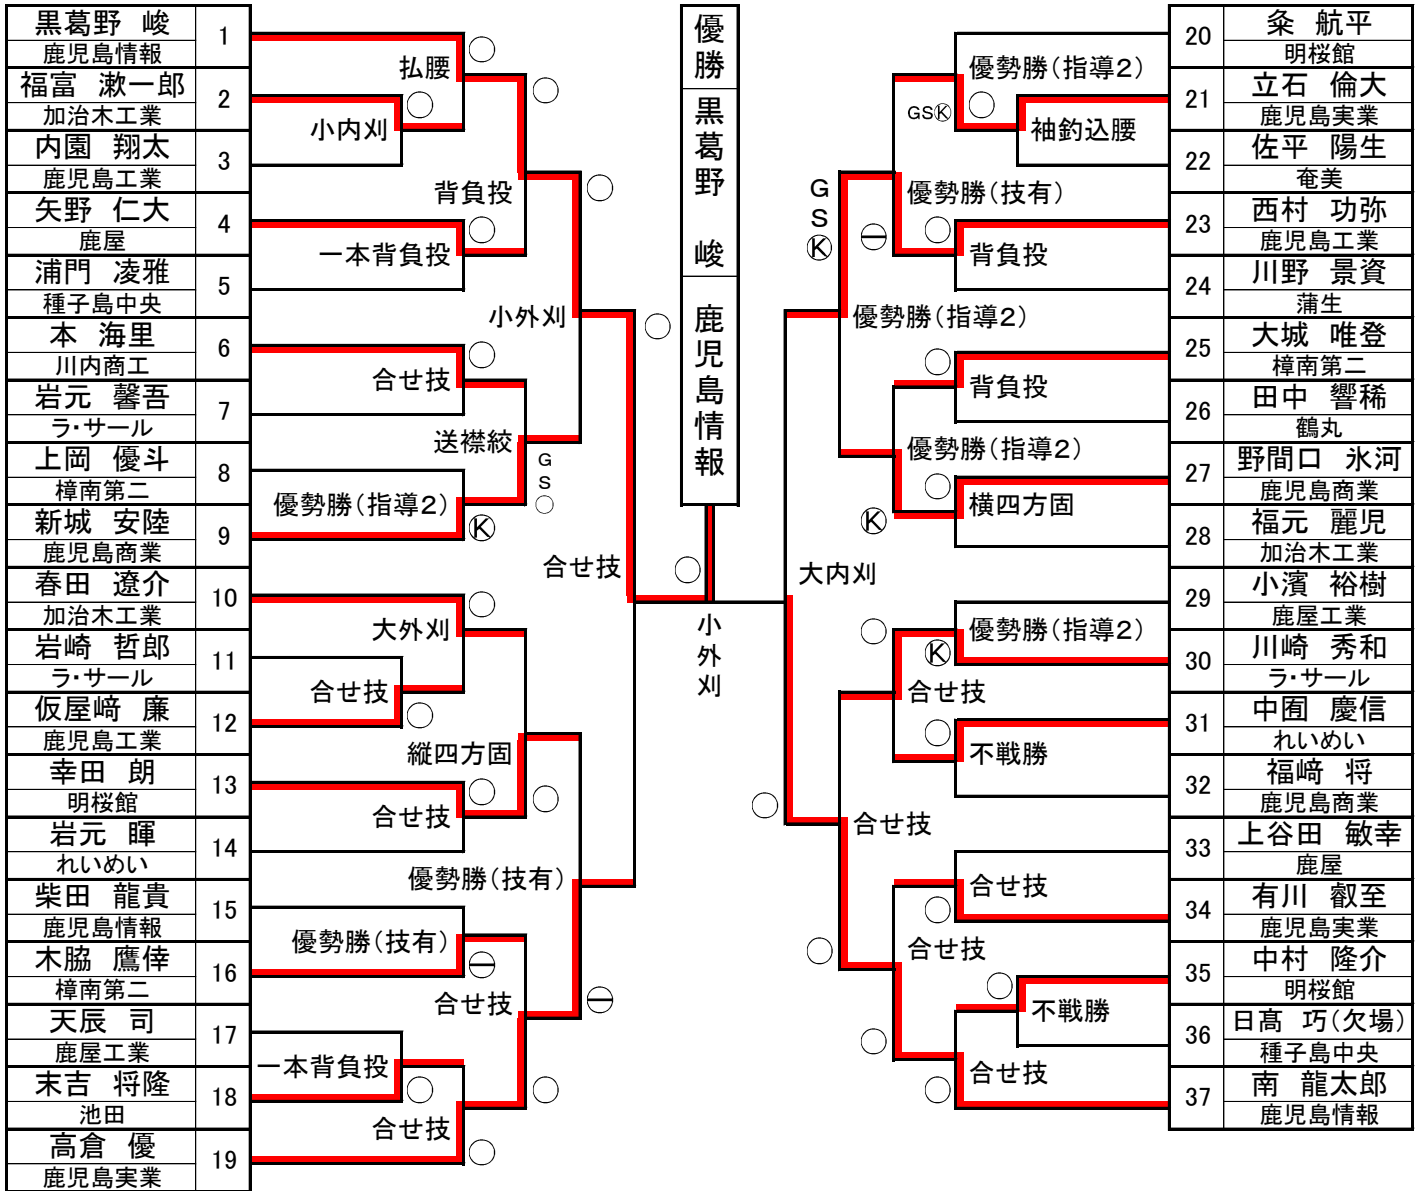 黒葛野 峻
1
鹿児島情報
福富 漱一郎
2
加治木工業
内園 翔太
3
鹿児島工業
矢野 仁大
4
鹿屋
浦門 凌雅
5
種子島中央
本 海里
6
川内商工
岩元 馨吾
7
ラ・サール
上岡 優斗
8
樟南第二
新城 安陸
9
鹿児島商業
春田 遼介
10
加治木工業
岩崎 哲郎
11
ラ・サール
仮屋﨑 廉
12
鹿児島工業
幸田 朗
13
明桜館
岩元 暉
14
れいめい
柴田 龍貴
15
鹿児島情報
木脇 鷹倖
16
樟南第二
天辰 司
17
鹿屋工業
末吉 将隆
18
池田
高倉 優
19
鹿児島実業
払腰
小内刈
背負投
一本背負投
小外刈
合せ技
送襟絞
GS
優勢勝(指導2)
Ⓚ
合せ技
大外刈
合せ技
縦四方固
合せ技
優勢勝(技有)
優勢勝(技有)
合せ技
一本背負投
合せ技
優勝
黒葛野 峻
鹿児島情報
小外刈
優勢勝(指導2)
GSⓀ
袖釣込腰
GSⓀ
優勢勝(技有)
背負投
優勢勝(指導2)
背負投
優勢勝(指導2)
横四方固
Ⓚ
大内刈
優勢勝(指導2)
Ⓚ
合せ技
不戦勝
合せ技
合せ技
合せ技
不戦勝
合せ技
20
粂 航平
明桜館
21
立石 倫大
鹿児島実業
22
佐平 陽生
奄美
23
西村 功弥
鹿児島工業
24
川野 景資
蒲生
25
大城 唯登
樟南第二
26
田中 響稀
鶴丸
27
野間口 氷河
鹿児島商業
28
福元 麗児
加治木工業
29
小濱 裕樹
鹿屋工業
30
川崎 秀和
ラ・サール
31
中囿 慶信
れいめい
32
福﨑 将
鹿児島商業
33
上谷田 敏幸
鹿屋
34
有川 叡至
鹿児島実業
35
中村 隆介
明桜館
36
日髙 巧(欠場)
種子島中央
37
南 龍太郎
鹿児島情報